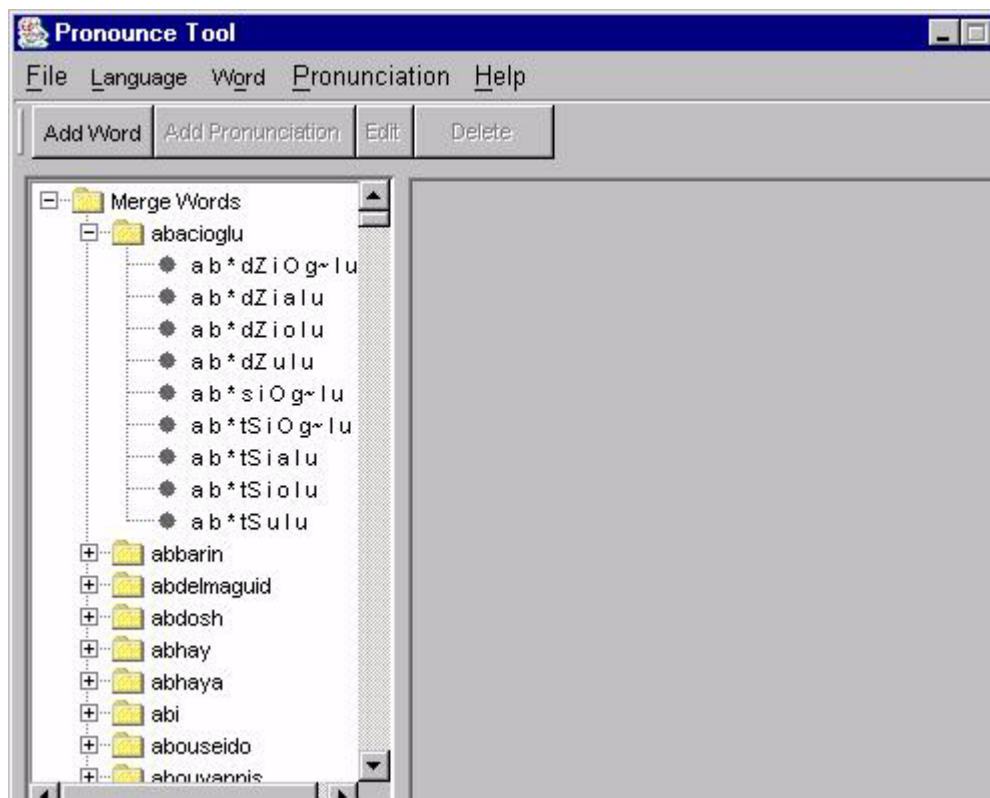 Pronounce Tool
File Language Word Pronunciation Help
Add Word Add Pronunciation Edit Delete
Merge Words
abacioglu
a b * dZ i O g~ l u
a b * dZ i a l u
a b * dZ i o l u
a b * dZ u l u
a b * s i O g~ l u
a b * tS i O g~ l u
a b * tS i a l u
a b * tS i o l u
a b * tS u l u
abbarin
abdelmaguid
abdosh
abhay
abhaya
abi
abouseido
abouyannis